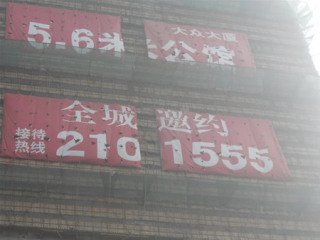 大众大厦
5.6米 公馆
全城 邀约
接待
热线
210 1555